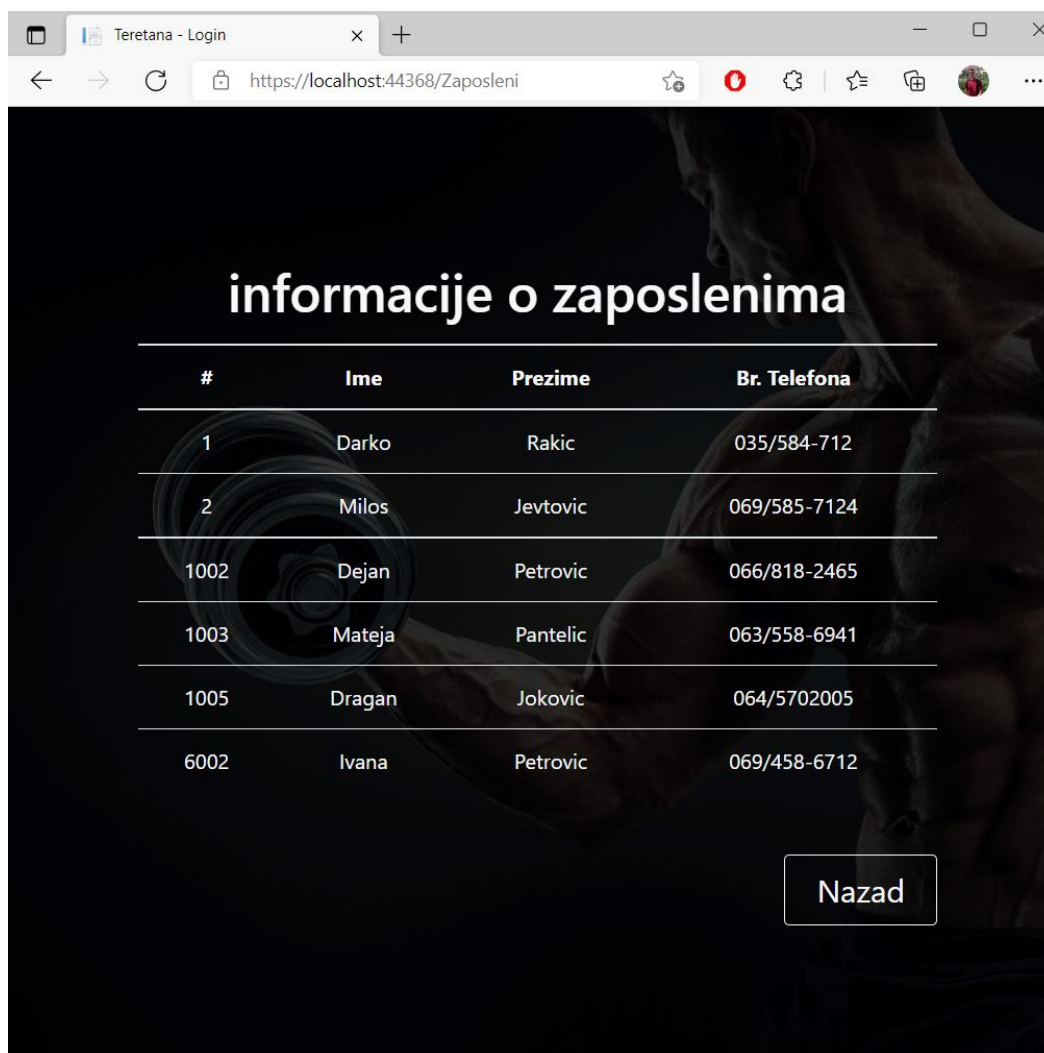 Teretana - Login
https://localhost:44368/Zaposleni
informacije o zaposlenima
# Ime Prezime Br. Telefona
1 Darko Rakic 035/584-712
2 Milos Jevtovic 069/585-7124
1002 Dejan Petrovic 066/818-2465
1003 Mateja Pantelic 063/558-6941
1005 Dragan Jokovic 064/5702005
6002 Ivana Petrovic 069/458-6712
Nazad